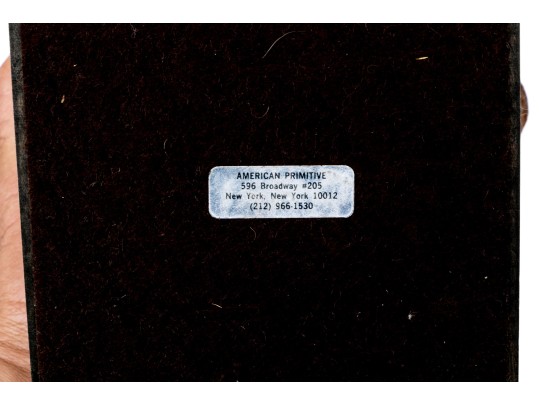 AMERICAN PRIMITIVE
596 Broadway #205
New York, New York 10012
(212) 966-1530